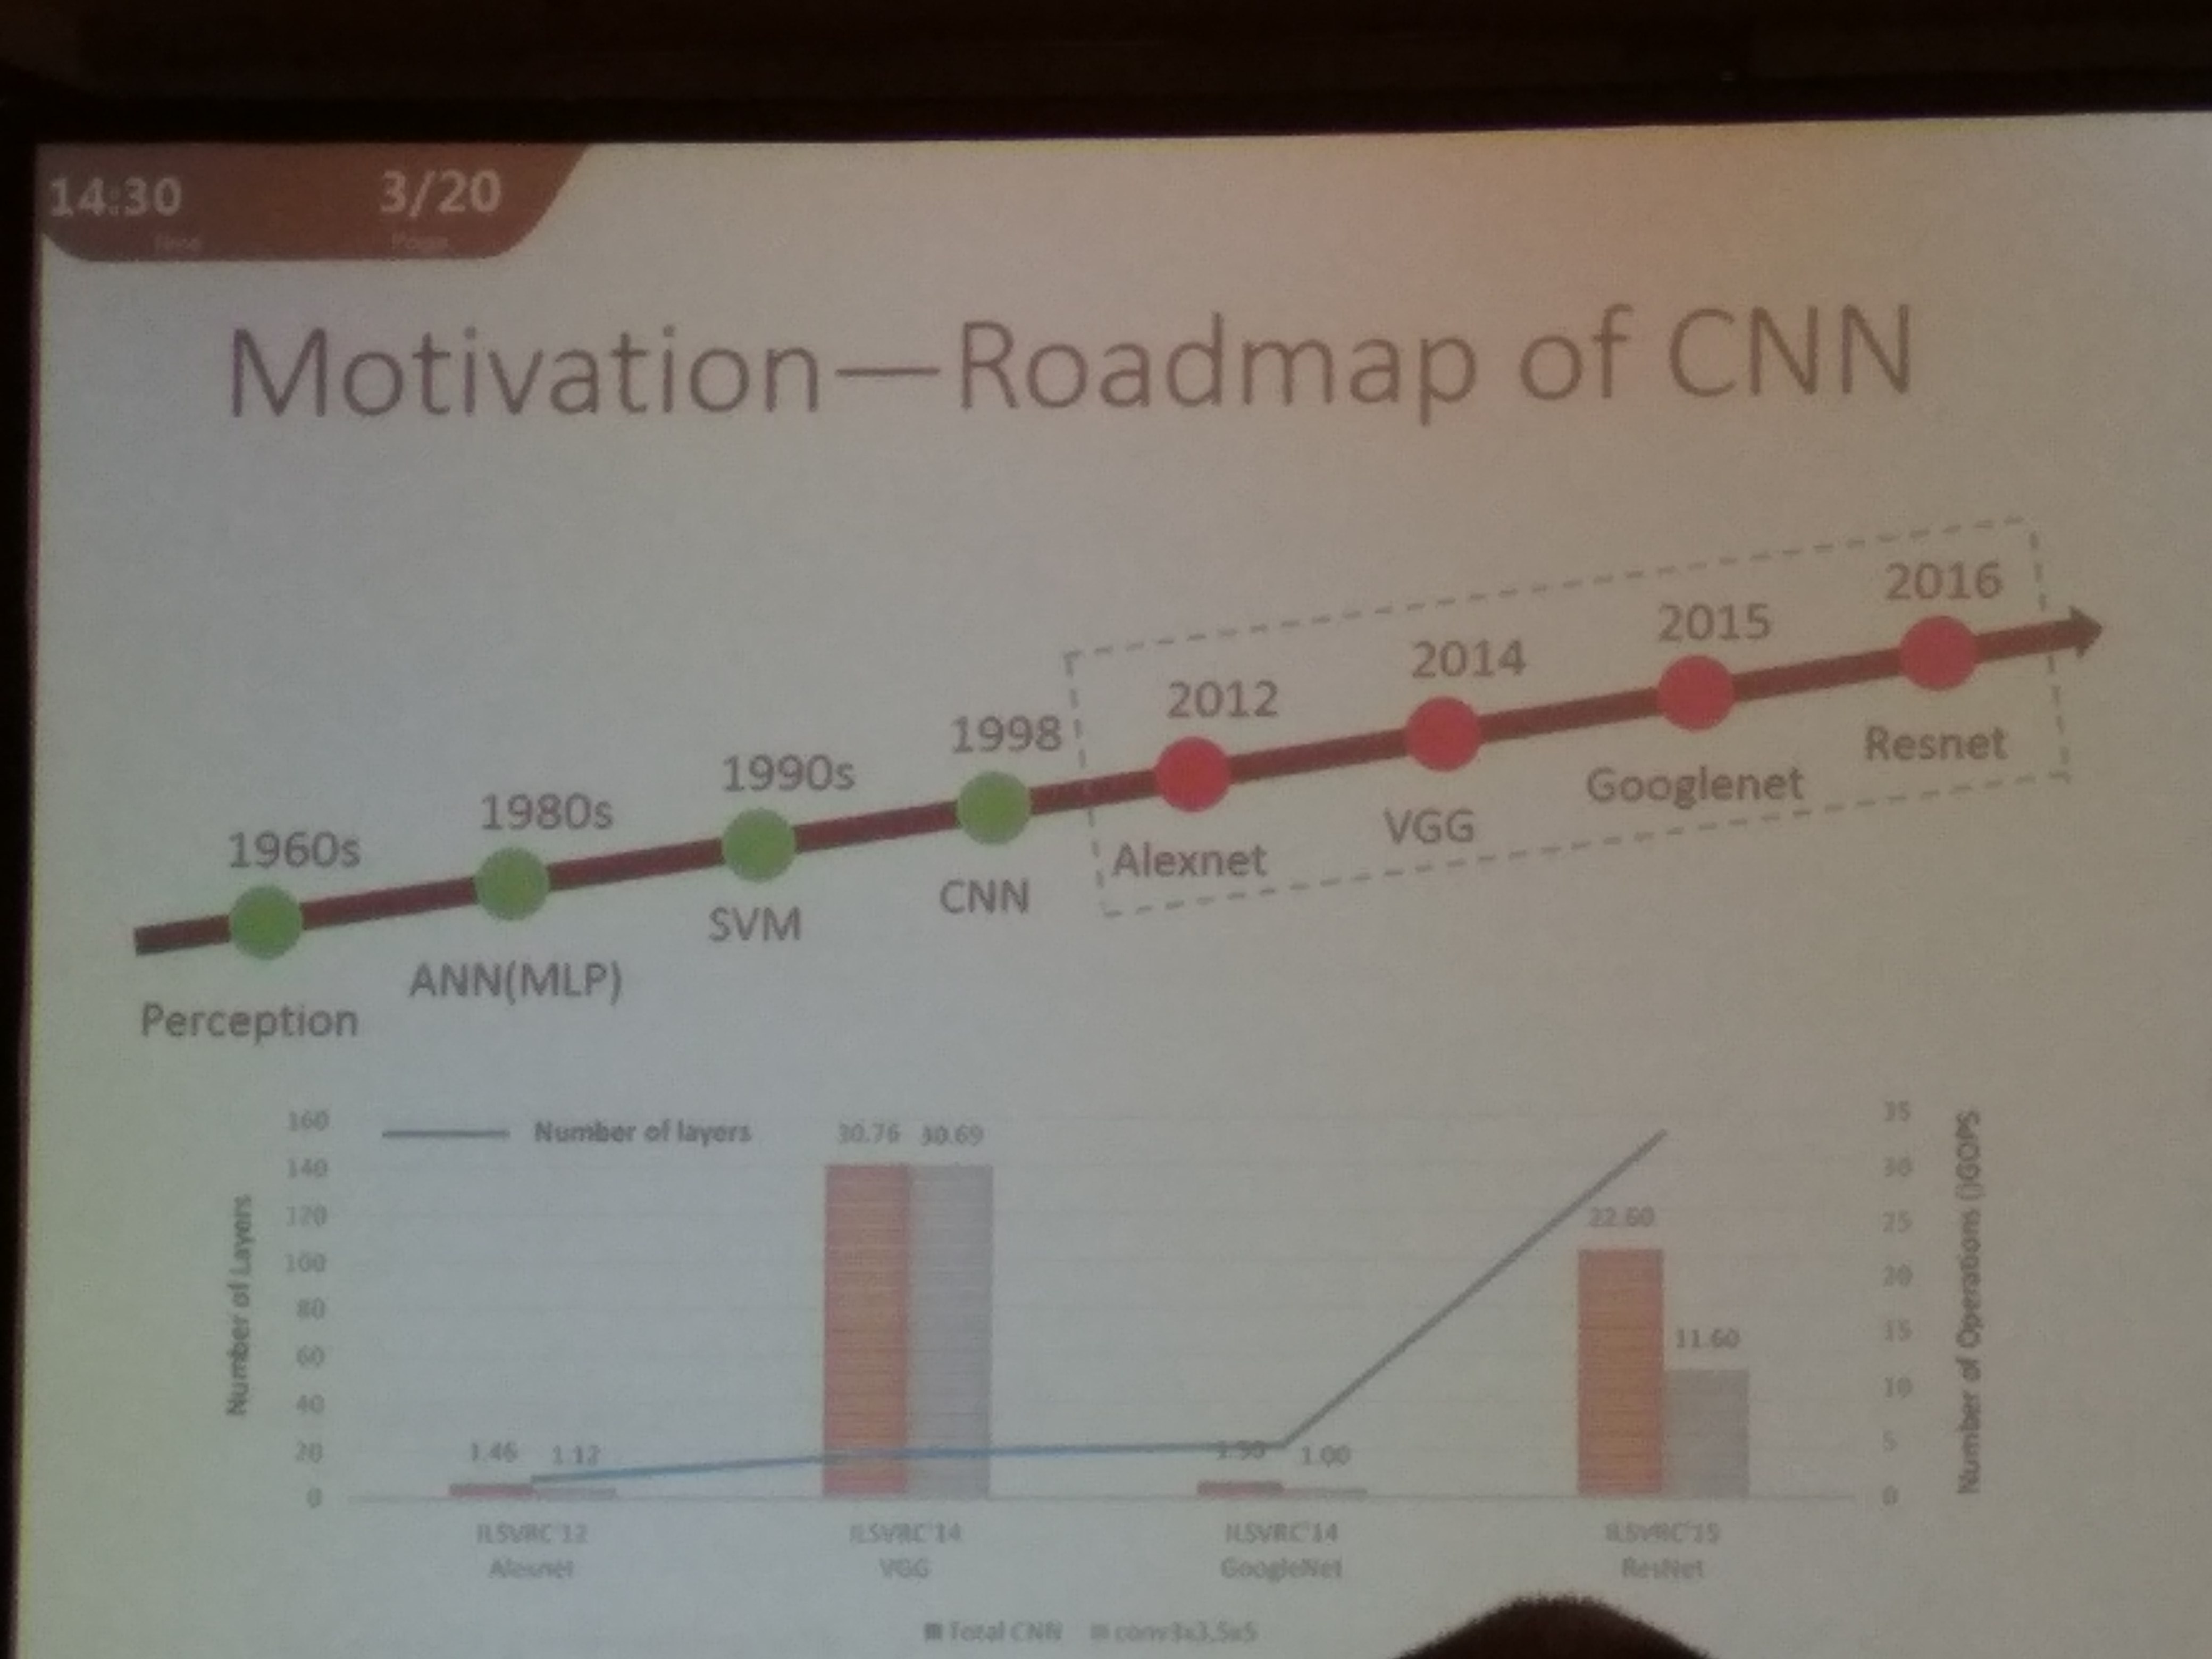 14:30
3/20
Motivation—Roadmap of CNN
1960s
1980s
1990s
1998
2012
2014
2015
2016
Perception
ANN(MLP)
SVM
CNN
Alexnet
VGG
Googlenet
Resnet
Number of layers
Number of Layers
160
140
120
100
80
60
40
20
0
1.46
1.12
30.76
30.69
1.00
22.60
11.60
35
30
25
20
15
10
5
0
Number of Operations ()GOPS
ILSVRC'12
Alexnet
ILSVRC'14
VGG
ILSVRC'14
GoogleNet
ILSVRC'15
ResNet
Total CNN
conv3x3,5x5